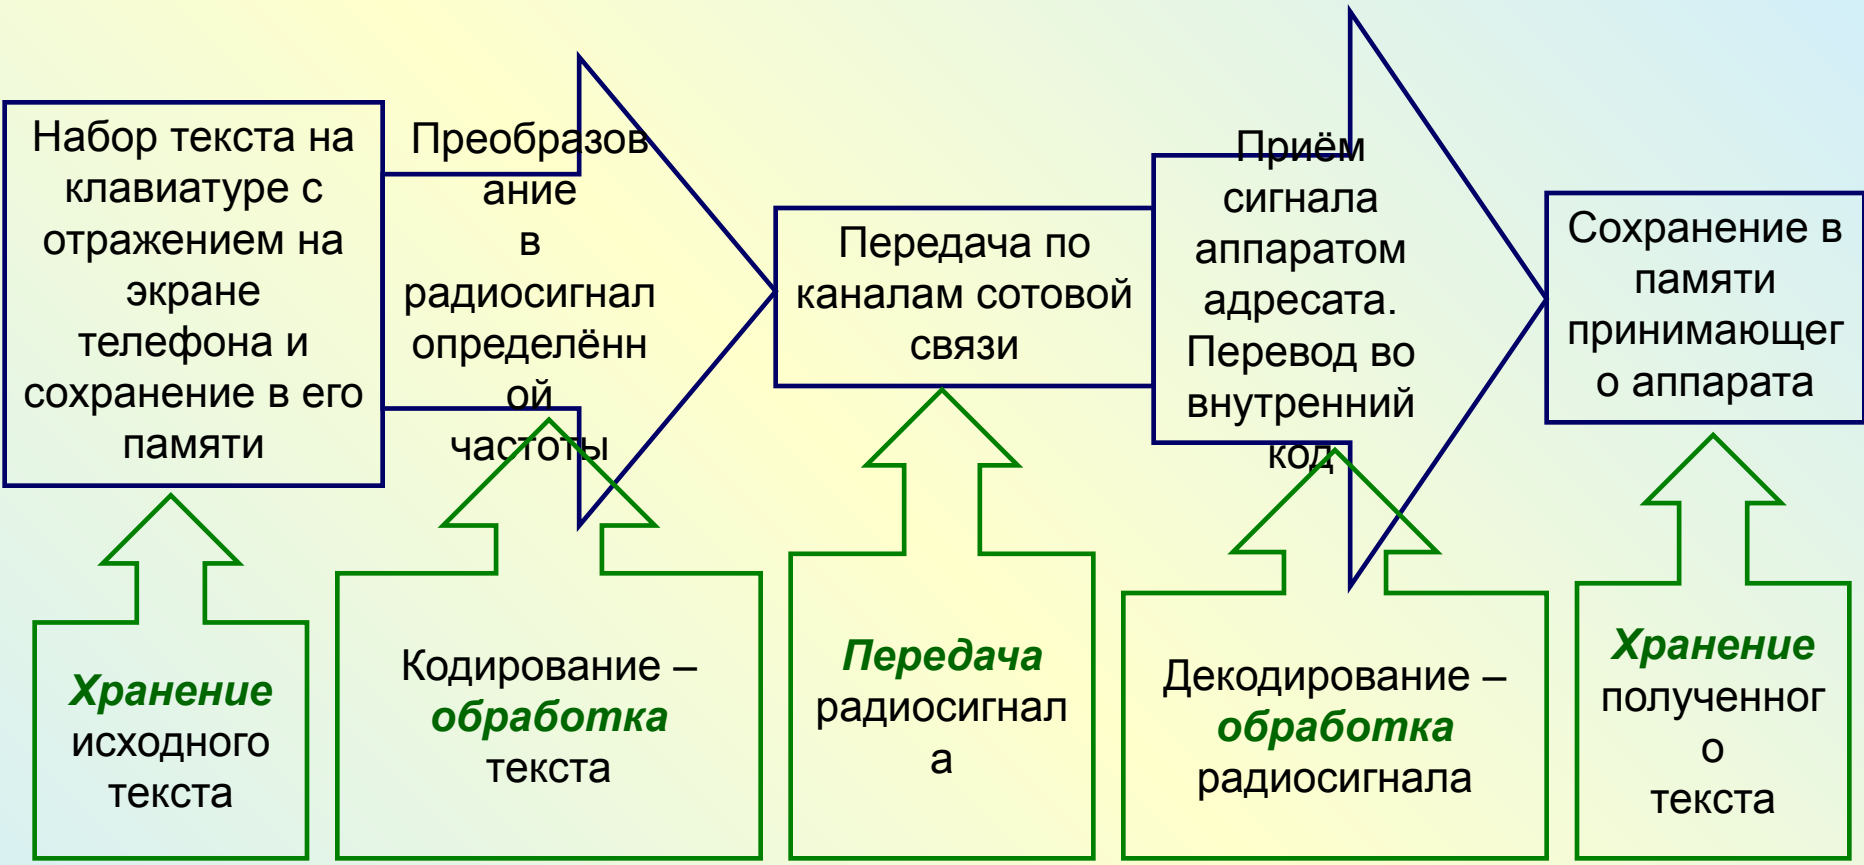 Набор текста на
клавиатуре с
отражением на
экране
телефона и
сохранение в его
памяти
Преобразов
ание
в
радиосигнал
определённ
ой
частоты
Передача по
каналам сотовой
связи
Приём
сигнала
аппаратом
адресата.
Перевод во
внутренний
код
Сохранение в
памяти
принимающег
о аппарата
Хранение
исходного
текста
Кодирование –
обработка
текста
Передача
радиосигнал
а
Декодирование –
обработка
радиосигнала
Хранение
полученног
о
текста